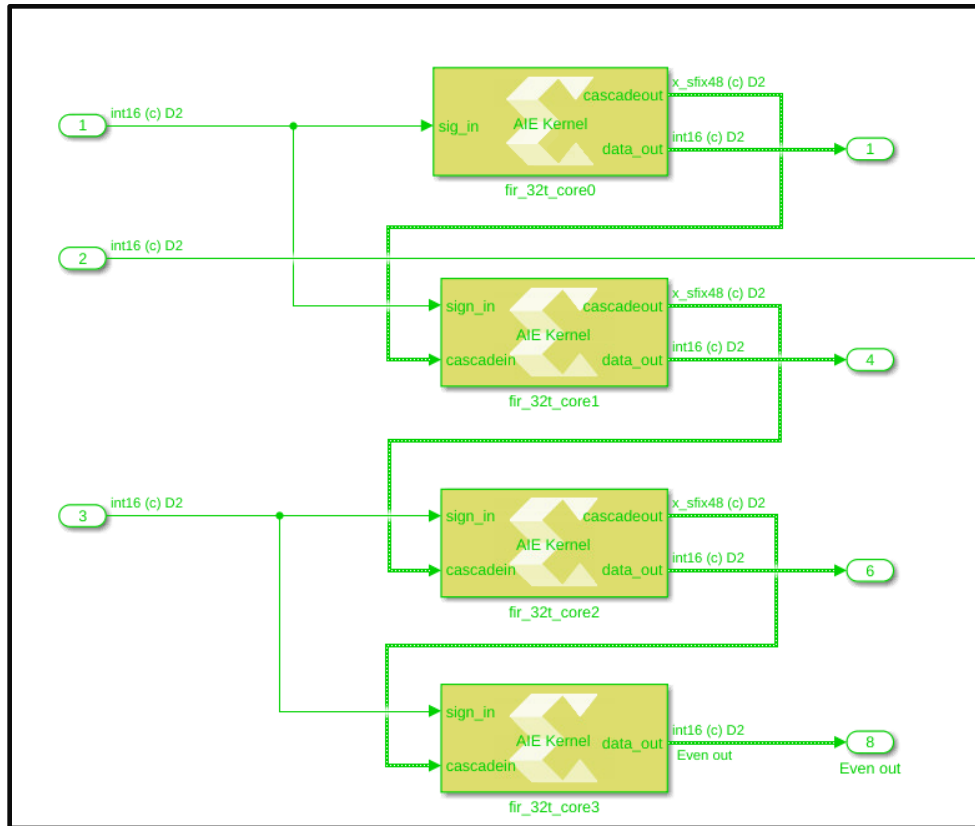 x_sfix48 (c) D2
cascadeout
int16 (c) D2
1
sig_in
AIE Kernel
int16 (c) D2
data_out
1
fir_32t_core0
int16 (c) D2
2
x_sfix48 (c) D2
sign_in
cascadeout
AIE Kernel
int16 (c) D2
cascadein
data_out
4
fir_32t_core1
int16 (c) D2
3
x_sfix48 (c) D2
sign_in
cascadeout
AIE Kernel
int16 (c) D2
cascadein
data_out
6
fir_32t_core2
sign_in
AIE Kernel
int16 (c) D2
data_out
8
Even out
cascadein
Even out
fir_32t_core3